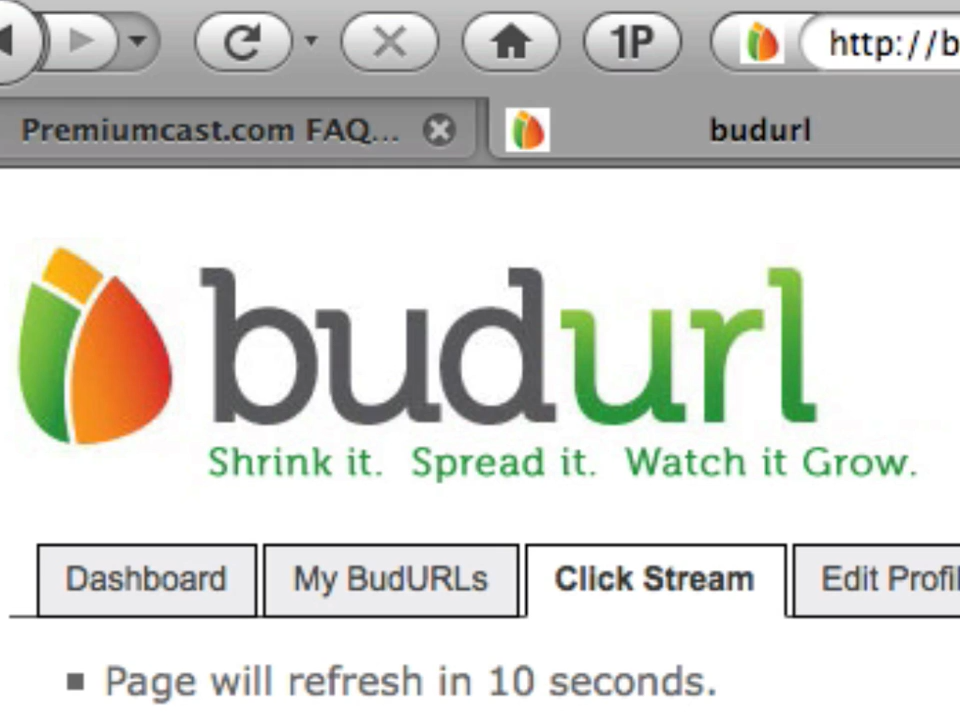 1P http://b
Premiumcast.com FAQ... budurl
budurl
Shrink it. Spread it. Watch it Grow.
Dashboard My BudURLs Click Stream Edit Profil
Page will refresh in 10 seconds.